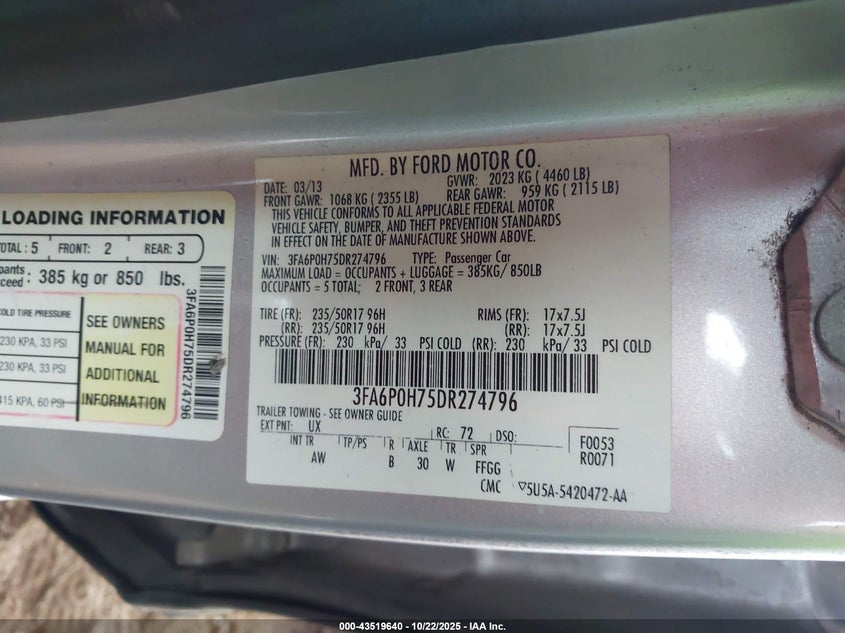 LOADING INFORMATION
TOTAL: 5 FRONT: 2 REAR: 3
385 kg or 850 lbs.
COLD TIRE PRESSURE
230 KPA, 33 PSI
230 KPA, 33 PSI
415 KPA, 60 PSI
SEE OWNERS
MANUAL FOR
ADDITIONAL
INFORMATION
3FA6P0H75DR274796
MFD. BY FORD MOTOR CO.
DATE: 03/13 GVWR: 2023 KG ( 4460 LB)
FRONT GAWR: 1068 KG ( 2355 LB) REAR GAWR: 959 KG ( 2115 LB)
THIS VEHICLE CONFORMS TO ALL APPLICABLE FEDERAL MOTOR
VEHICLE SAFETY, BUMPER, AND THEFT PREVENTION STANDARDS
IN EFFECT ON THE DATE OF MANUFACTURE SHOWN ABOVE.
VIN: 3FA6P0H75DR274796 TYPE: Passenger Car
MAXIMUM LOAD = OCCUPANTS + LUGGAGE = 385KG/ 850LB
OCCUPANTS = 5 TOTAL; 2 FRONT, 3 REAR
TIRE (FR): 235/50R17 96H RIMS (FR): 17x7.5J
(RR): 235/50R17 96H (RR): 17x7.5J
PRESSURE (FR): 230 kPa/ 33 PSI COLD (RR): 230 kPa/ 33 PSI COLD
3FA6P0H75DR274796
TRAILER TOWING - SEE OWNER GUIDE
EXT PNT: UX RC: 72 DSO: F0053
INT TR TP/PS R AXLE TR SPR R0071
AW B 30 W FFGG
CMC ▽5U5A-5420472-AA
000-43519640 - 10/22/2025 - IAA Inc.